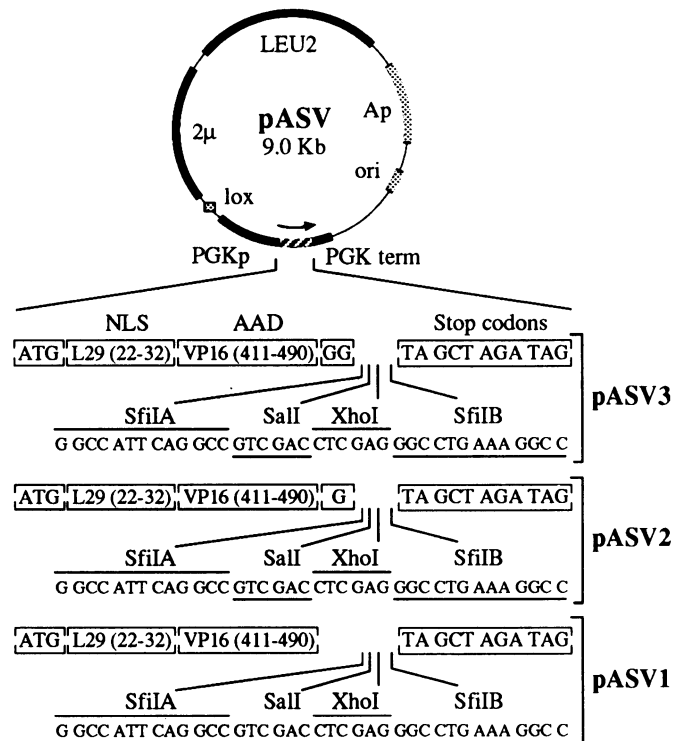 LEU2
pASV
9.0 Kb
Ap
2μ
ori
lox
PGKp
PGK term
NLS AAD Stop codons
ATG L29 (22-32) VP16 (411-490) GG TA GCT AGA TAG
SfiIA SalI XhoI SfiIB
G GCC ATT CAG GCC GTC GAC CTC GAG GGC CTG AAA GGC C
pASV3
ATG L29 (22-32) VP16 (411-490) G TA GCT AGA TAG
SfiIA SalI XhoI SfiIB
G GCC ATT CAG GCC GTC GAC CTC GAG GGC CTG AAA GGC C
pASV2
ATG L29 (22-32) VP16 (411-490) TA GCT AGA TAG
SfiIA SalI XhoI SfiIB
G GCC ATT CAG GCC GTC GAC CTC GAG GGC CTG AAA GGC C
pASV1